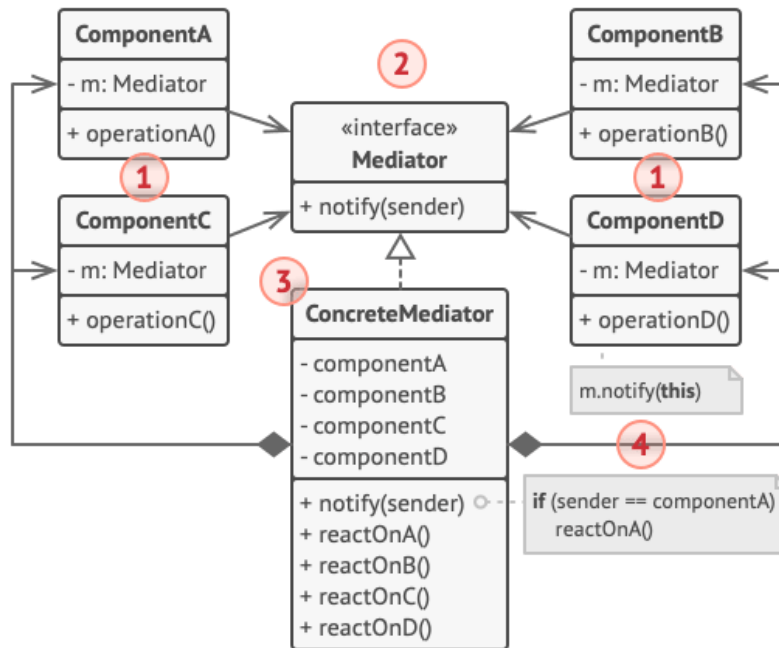 ComponentA
- m: Mediator
+ operationA()
1
ComponentC
- m: Mediator
+ operationC()
2
«interface»
Mediator
+ notify(sender)
3
ConcreteMediator
- componentA
- componentB
- componentC
- componentD
+ notify(sender)
+ reactOnA()
+ reactOnB()
+ reactOnC()
+ reactOnD()
ComponentB
- m: Mediator
+ operationB()
1
ComponentD
- m: Mediator
+ operationD()
m.notify(this)
4
if (sender == componentA)
reactOnA()